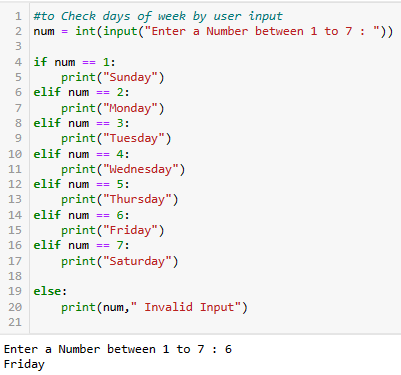 1 #to Check days of week by user input
2 num = int(input("Enter a Number between 1 to 7 : "))
3
4 if num == 1:
5     print("Sunday")
6 elif num == 2:
7     print("Monday")
8 elif num == 3:
9     print("Tuesday")
10 elif num == 4:
11     print("Wednesday")
12 elif num == 5:
13     print("Thursday")
14 elif num == 6:
15     print("Friday")
16 elif num == 7:
17     print("Saturday")
18
19 else:
20     print(num," Invalid Input")
21
Enter a Number between 1 to 7 : 6
Friday